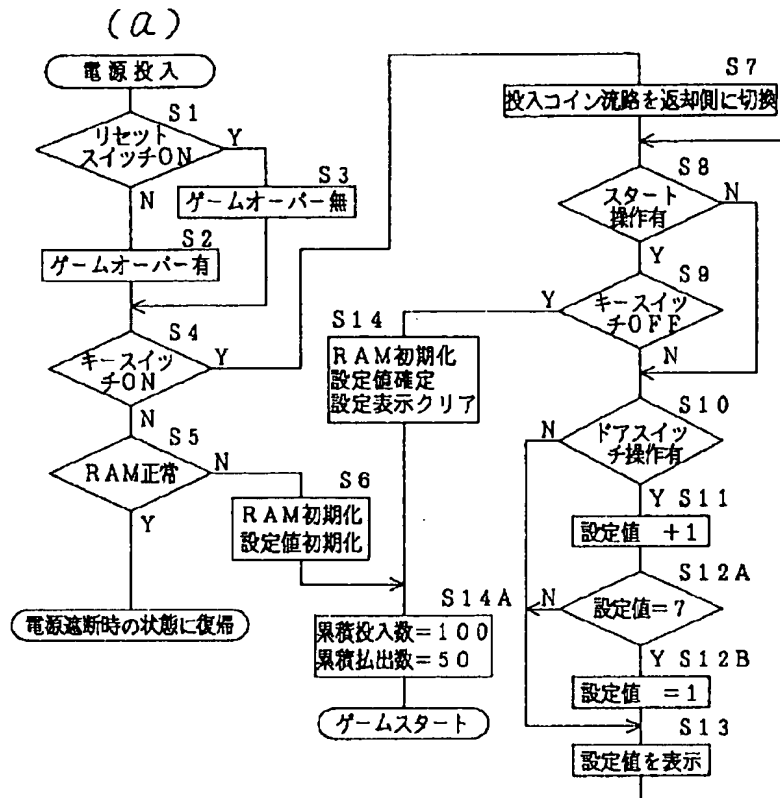 (a)
電源投入
S1
リセット
スイッチON
Y
N
S3
ゲームオーバー無
S2
ゲームオーバー有
S4
キースイッ
チON
Y
N
S5
RAM正常
N
Y
S6
RAM初期化
設定値初期化
電源遮断時の状態に復帰
S14
RAM初期化
設定値確定
設定表示クリア
S14A
累積投入数=100
累積払出数=50
ゲームスタート
S7
投入コイン流路を返却側に切換
S8
スタート
操作有
N
Y
S9
キースイッ
チOFF
Y
N
S10
ドアスイッ
チ操作有
N
Y S11
設定値 +1
S12A
設定値=7
N
Y S12B
設定値 =1
S13
設定値を表示